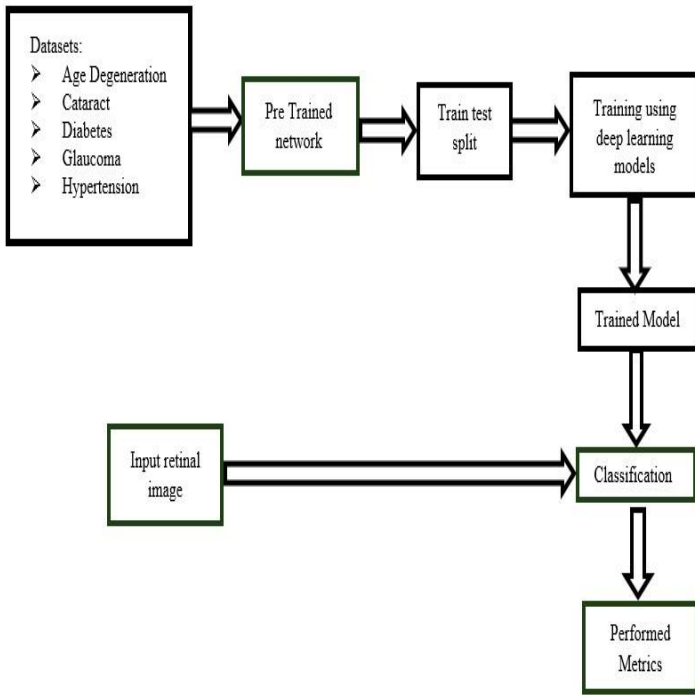 Datasets:
➢ Age Degeneration
➢ Cataract
➢ Diabetes
➢ Glaucoma
➢ Hypertension
Pre Trained
network
Train test
split
Training using
deep learning
models
Trained Model
Input retinal
image
Classification
Performed
Metrics